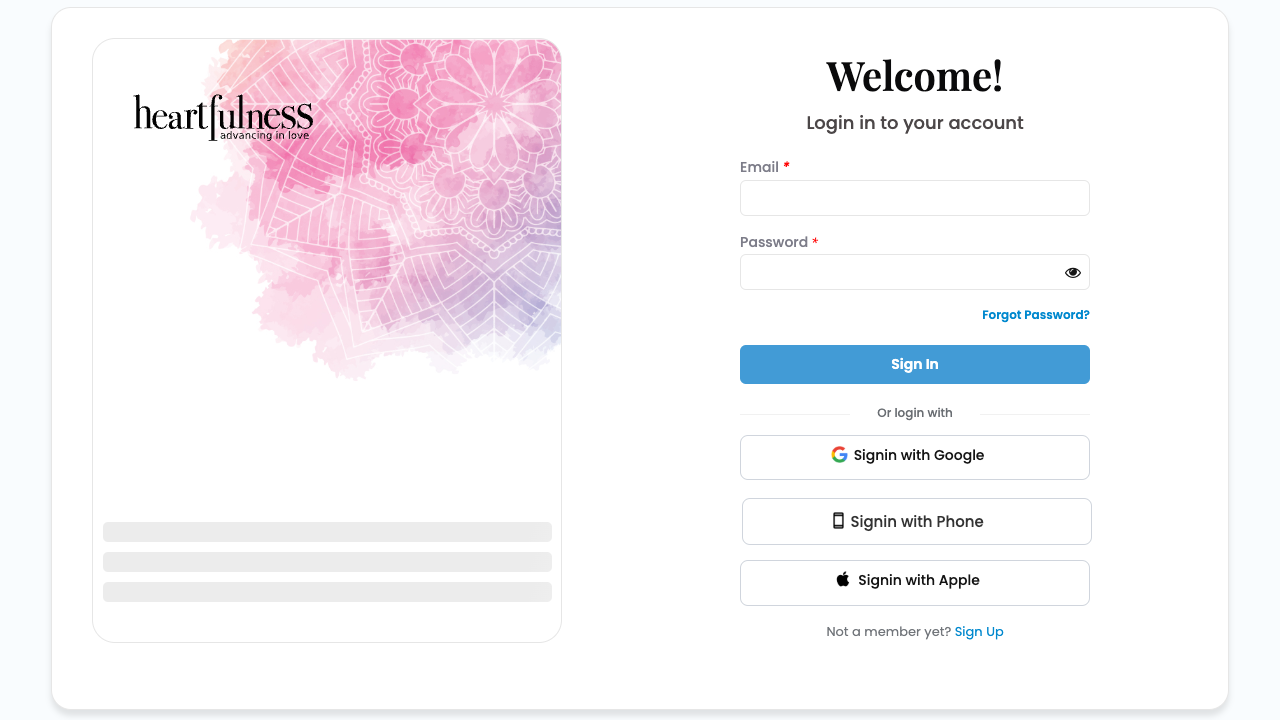 heartfulness
advancing in love
Welcome!
Login in to your account
Email *
Password *
Forgot Password?
Sign In
Or login with
Signin with Google
Signin with Phone
Signin with Apple
Not a member yet? Sign Up